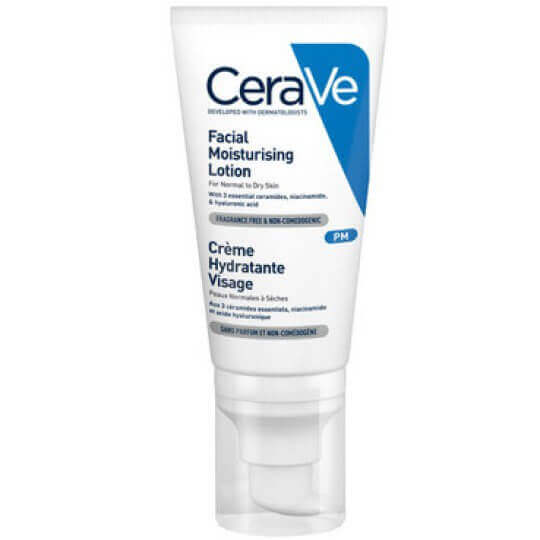 CeraVe
DEVELOPED WITH DERMATOLOGISTS
Facial
Moisturising
Lotion
For Normal to Dry Skin
With 3 essential ceramides, niacinamide,
& hyaluronic acid
FRAGRANCE FREE & NON-COMEDOGENIC
PM
Crème
Hydratante
Visage
Peaux Normales à Sèches
Aux 3 céramides essentiels, niacinamide
et acide hyaluronique
SANS PARFUM ET NON-COMÉDOGÈNE